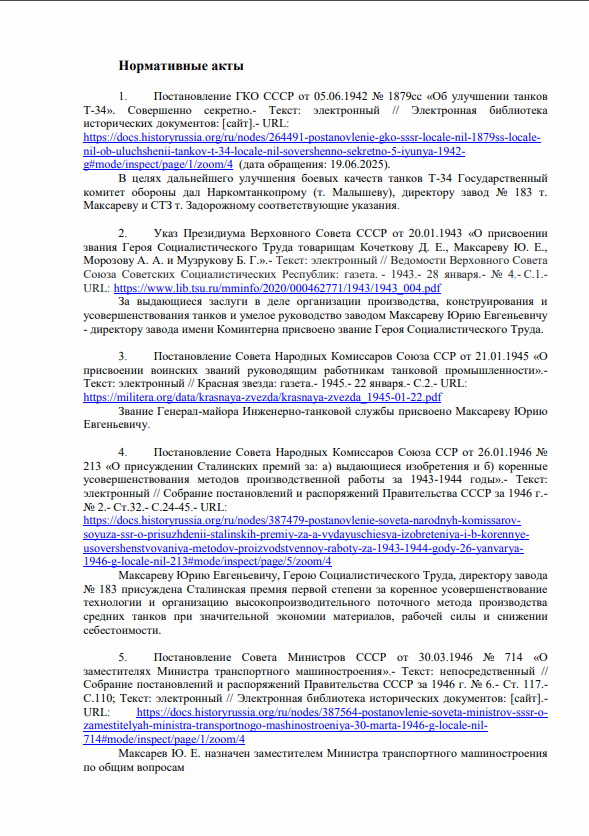 Нормативные акты
1. Постановление ГКО СССР от 05.06.1942 № 1879сс «Об улучшении танков
Т-34». Совершенно секретно.- Текст: электронный // Электронная библиотека
исторических документов: [сайт].- URL:
https://docs.historyrussia.org/ru/nodes/264491-postanovlenie-gko-sssr-locale-nil-1879ss-locale-
nil-ob-uluchshenii-tankov-t-34-locale-nil-sovershenno-sekretno-5-iyunya-1942-
g#mode/inspect/page/1/zoom/4 (дата обращения: 19.06.2025).
В целях дальнейшего улучшения боевых качеств танков Т-34 Государственный
комитет обороны дал Наркомтанкопрому (т. Малышеву), директору завод № 183 т.
Максареву и СТЗ т. Задорожному соответствующие указания.
2. Указ Президиума Верховного Совета СССР от 20.01.1943 «О присвоении
звания Героя Социалистического Труда товарищам Кочеткову Д. Е., Максареву Ю. Е.,
Морозову А. А. и Музрукову Б. Г.».- Текст: электронный // Ведомости Верховного Совета
Союза Советских Социалистических Республик: газета. - 1943.- 28 января.- № 4.- С.1.-
URL: https://www.lib.tsu.ru/mminfo/2020/000462771/1943/1943_004.pdf
За выдающиеся заслуги в деле организации производства, конструирования и
усовершенствования танков и умелое руководство заводом Максареву Юрию Евгеньевичу
- директору завода имени Коминтерна присвоено звание Героя Социалистического Труда.
3. Постановление Совета Народных Комиссаров Союза ССР от 21.01.1945 «О
присвоении воинских званий руководящим работникам танковой промышленности».-
Текст: электронный // Красная звезда: газета.- 1945.- 22 января.- С.2.- URL:
https://militera.org/data/krasnaya-zvezda/krasnaya-zvezda_1945-01-22.pdf
Звание Генерал-майора Инженерно-танковой службы присвоено Максареву Юрию
Евгеньевичу.
4. Постановление Совета Народных Комиссаров Союза ССР от 26.01.1946 №
213 «О присуждении Сталинских премий за: а) выдающиеся изобретения и б) коренные
усовершенствования методов производственной работы за 1943-1944 годы».- Текст:
электронный // Собрание постановлений и распоряжений Правительства СССР за 1946 г.-
№ 2.- Ст.32.- С.24-45.- URL:
https://docs.historyrussia.org/ru/nodes/387479-postanovlenie-soveta-narodnyh-komissarov-
soyuza-ssr-o-prisuzhdenii-stalinskih-premiy-za-a-vydayuschiesya-izobreteniya-i-b-korennye-
usovershenstvovaniya-metodov-proizvodstvennoy-raboty-za-1943-1944-gody-26-yanvarya-
1946-g-locale-nil-213#mode/inspect/page/5/zoom/4
Максареву Юрию Евгеньевичу, Герою Социалистического Труда, директору завода
№ 183 присуждена Сталинская премия первой степени за коренное усовершенствование
технологии и организацию высокопроизводительного поточного метода производства
средних танков при значительной экономии материалов, рабочей силы и снижении
себестоимости.
5. Постановление Совета Министров СССР от 30.03.1946 № 714 «О
заместителях Министра транспортного машиностроения».- Текст: непосредственный //
Собрание постановлений и распоряжений Правительства СССР за 1946 г. № 6.- Ст. 117.-
С.110; Текст: электронный // Электронная библиотека исторических документов: [сайт].-
URL: https://docs.historyrussia.org/ru/nodes/387564-postanovlenie-soveta-ministrov-sssr-o-
zamestitelyah-ministra-transportnogo-mashinostroeniya-30-marta-1946-g-locale-nil-
714#mode/inspect/page/1/zoom/4
Максарев Ю. Е. назначен заместителем Министра транспортного машиностроения
по общим вопросам